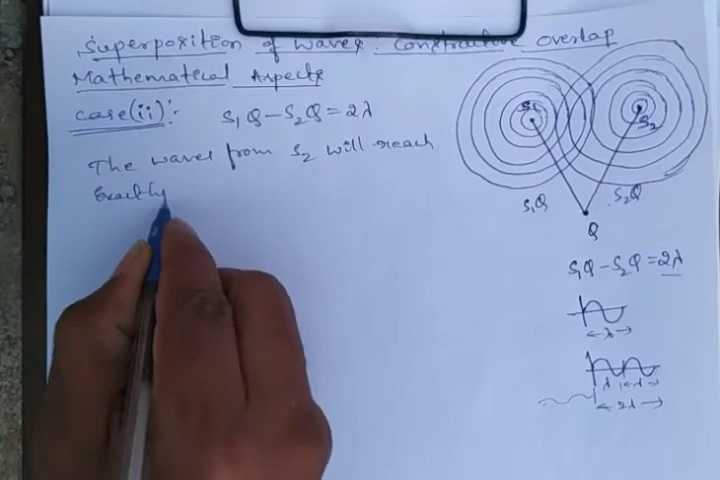 Superposition of waves. Constructive overlap
Mathematical Aspects
case(ii):- S₁Q-S₂Q=2λ
The waves from S₂ will reach
Exactly
S₁
S₂
S₁Q
S₂Q
Q
S₁Q-S₂Q=2λ
<-λ->
λ <-λ->
<-2λ->